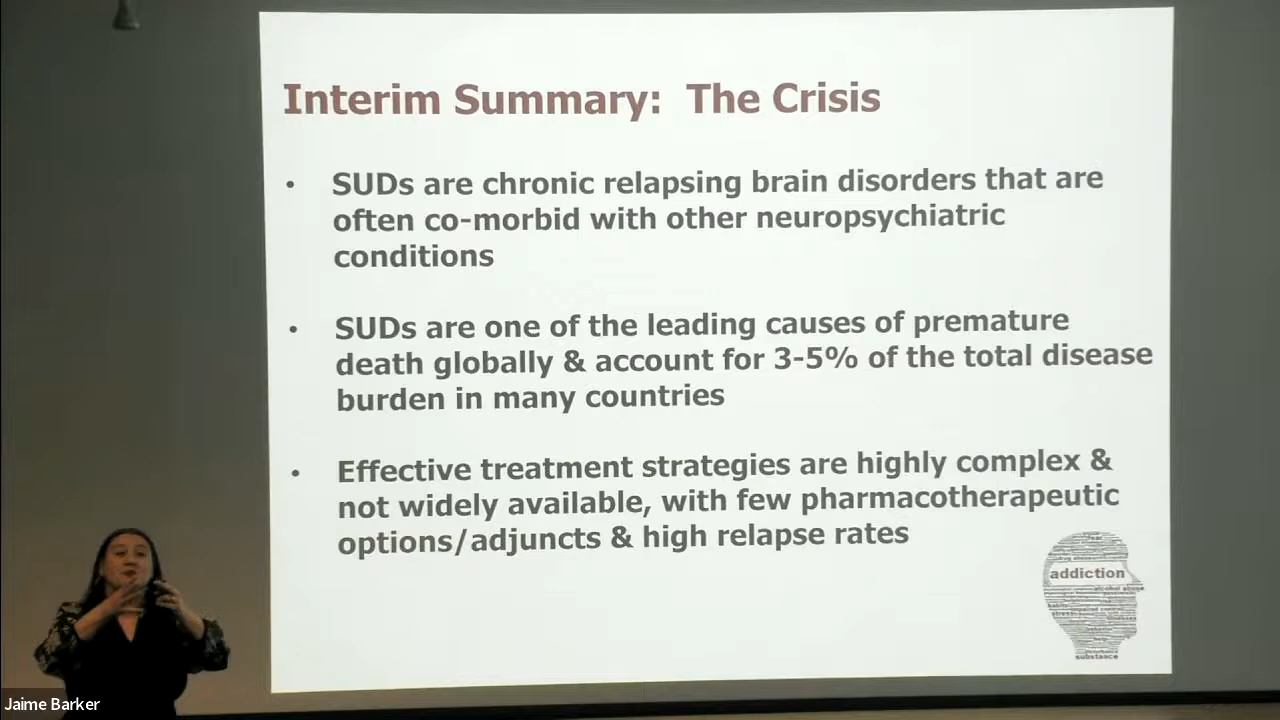 Interim Summary: The Crisis
• SUDs are chronic relapsing brain disorders that are
often co-morbid with other neuropsychiatric
conditions
• SUDs are one of the leading causes of premature
death globally & account for 3-5% of the total disease
burden in many countries
• Effective treatment strategies are highly complex &
not widely available, with few pharmacotherapeutic
options/adjuncts & high relapse rates
addiction
alcohol abuse
substance
Jaime Barker